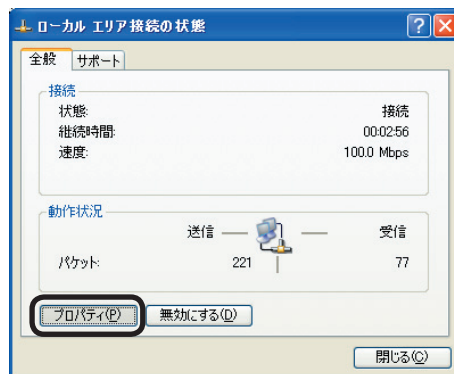 ローカル エリア接続の状態
全般 サポート
接続
状態: 接続
継続時間: 00:02:56
速度: 100.0 Mbps
動作状況
送信 受信
パケット: 221 77
プロパティ(P) 無効にする(D)
閉じる(C)